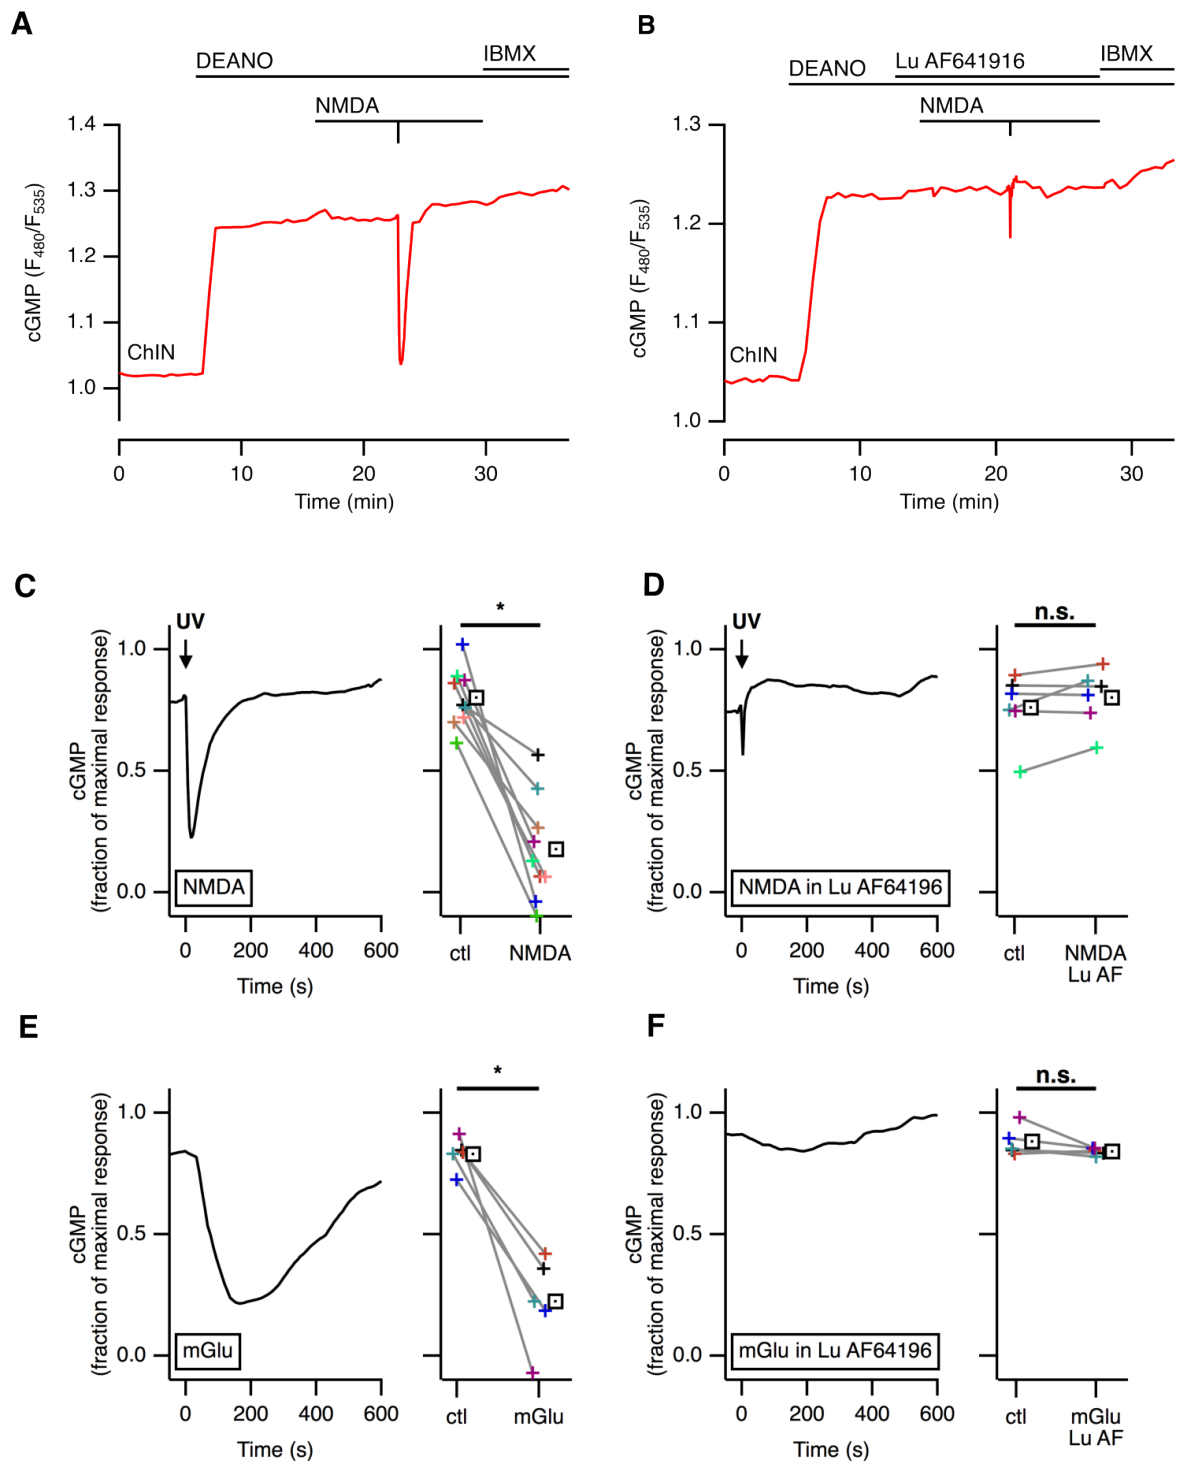 A
DEANO
IBMX
NMDA
1.4
1.3
1.2
1.1
1.0
cGMP (F480/F535)
ChIN
0
10
20
30
Time (min)
B
DEANO
Lu AF641916
IBMX
NMDA
1.3
1.2
1.1
1.0
cGMP (F480/F535)
ChIN
0
10
20
30
Time (min)
C
UV
*
1.0
0.5
0.0
cGMP
(fraction of maximal response)
NMDA
0
200
400
600
Time (s)
ctl
NMDA
D
UV
n.s.
1.0
0.5
0.0
cGMP
(fraction of maximal response)
NMDA in Lu AF64196
0
200
400
600
Time (s)
ctl
NMDA
Lu AF
E
*
1.0
0.5
0.0
cGMP
(fraction of maximal response)
mGlu
0
200
400
600
Time (s)
ctl
mGlu
F
n.s.
1.0
0.5
0.0
cGMP
(fraction of maximal response)
mGlu in Lu AF64196
0
200
400
600
Time (s)
ctl
mGlu
Lu AF